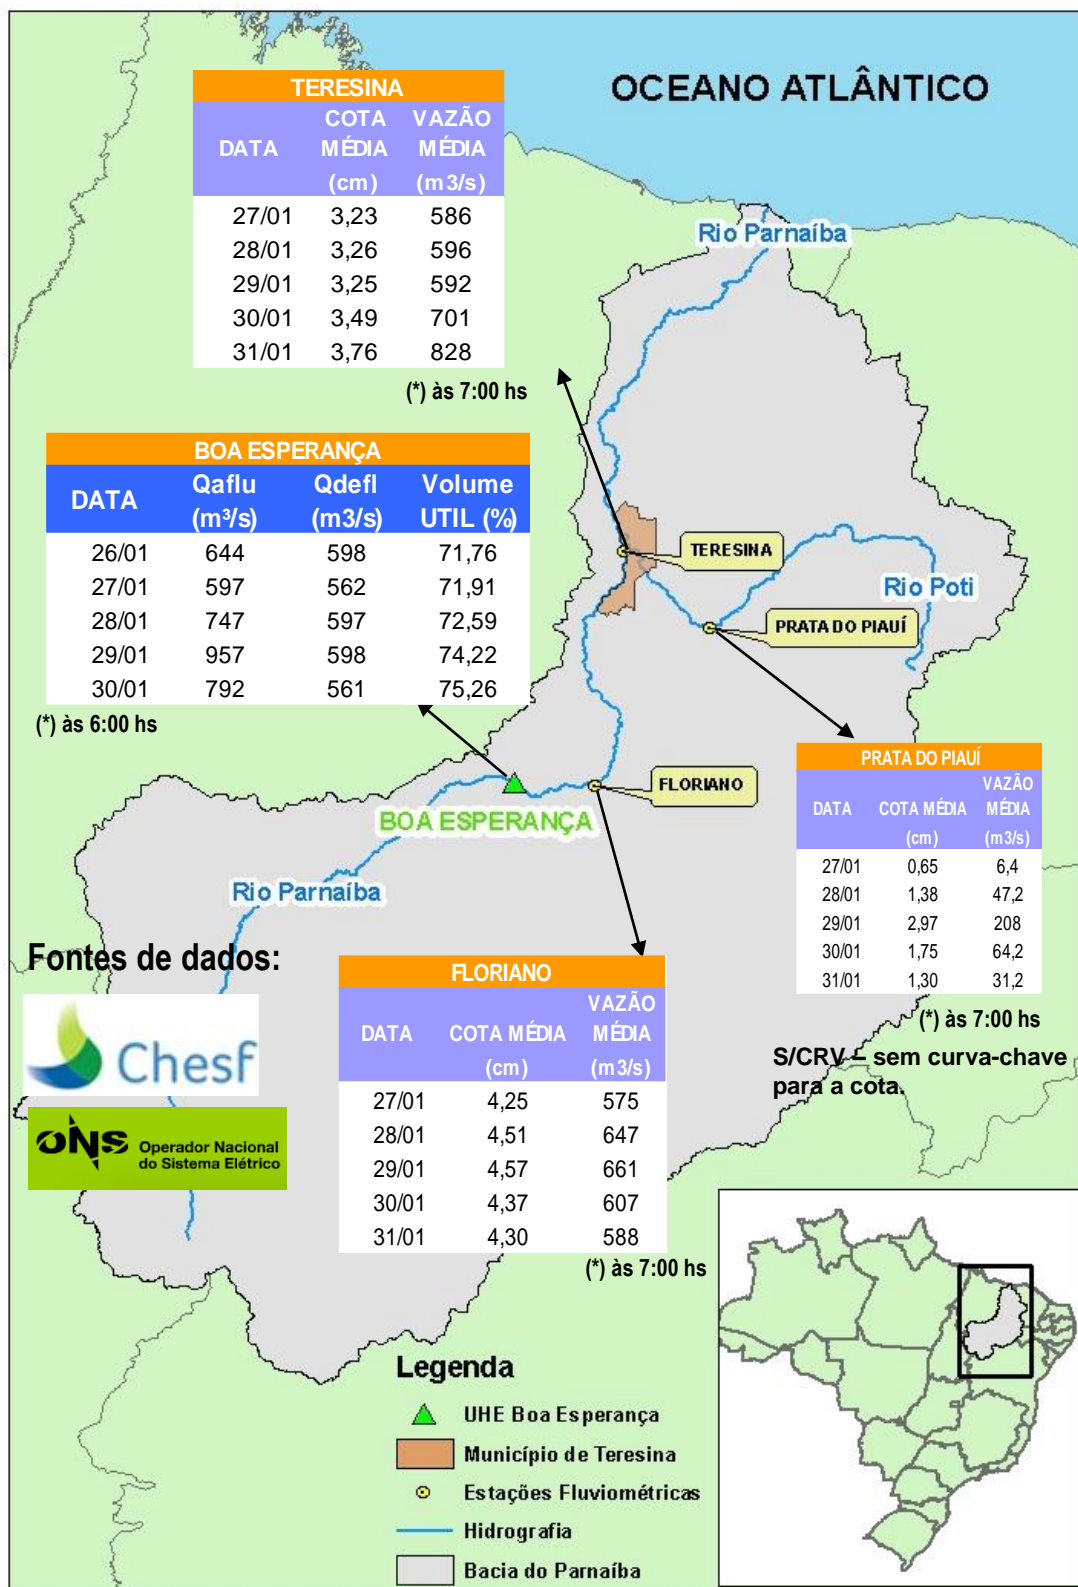 OCEANO ATLÂNTICO
TERESINA
DATA COTA MÉDIA (cm) VAZÃO MÉDIA (m3/s)
27/01 3,23 586
28/01 3,26 596
29/01 3,25 592
30/01 3,49 701
31/01 3,76 828
(*) às 7:00 hs
Rio Parnaíba
BOA ESPERANÇA
DATA Qaflu (m³/s) Qdefl (m3/s) Volume UTIL (%)
26/01 644 598 71,76
27/01 597 562 71,91
28/01 747 597 72,59
29/01 957 598 74,22
30/01 792 561 75,26
(*) às 6:00 hs
TERESINA
Rio Poti
PRATA DO PIAUÍ
FLORIANO
BOA ESPERANÇA
Rio Parnaíba
PRATA DO PIAUÍ
DATA COTA MÉDIA (cm) VAZÃO MÉDIA (m3/s)
27/01 0,65 6,4
28/01 1,38 47,2
29/01 2,97 208
30/01 1,75 64,2
31/01 1,30 31,2
(*) às 7:00 hs
S/CRV – sem curva-chave
para a cota.
Fontes de dados:
Chesf
ONS Operador Nacional
do Sistema Elétrico
FLORIANO
DATA COTA MÉDIA (cm) VAZÃO MÉDIA (m3/s)
27/01 4,25 575
28/01 4,51 647
29/01 4,57 661
30/01 4,37 607
31/01 4,30 588
(*) às 7:00 hs
Legenda
UHE Boa Esperança
Município de Teresina
Estações Fluviométricas
Hidrografia
Bacia do Parnaíba